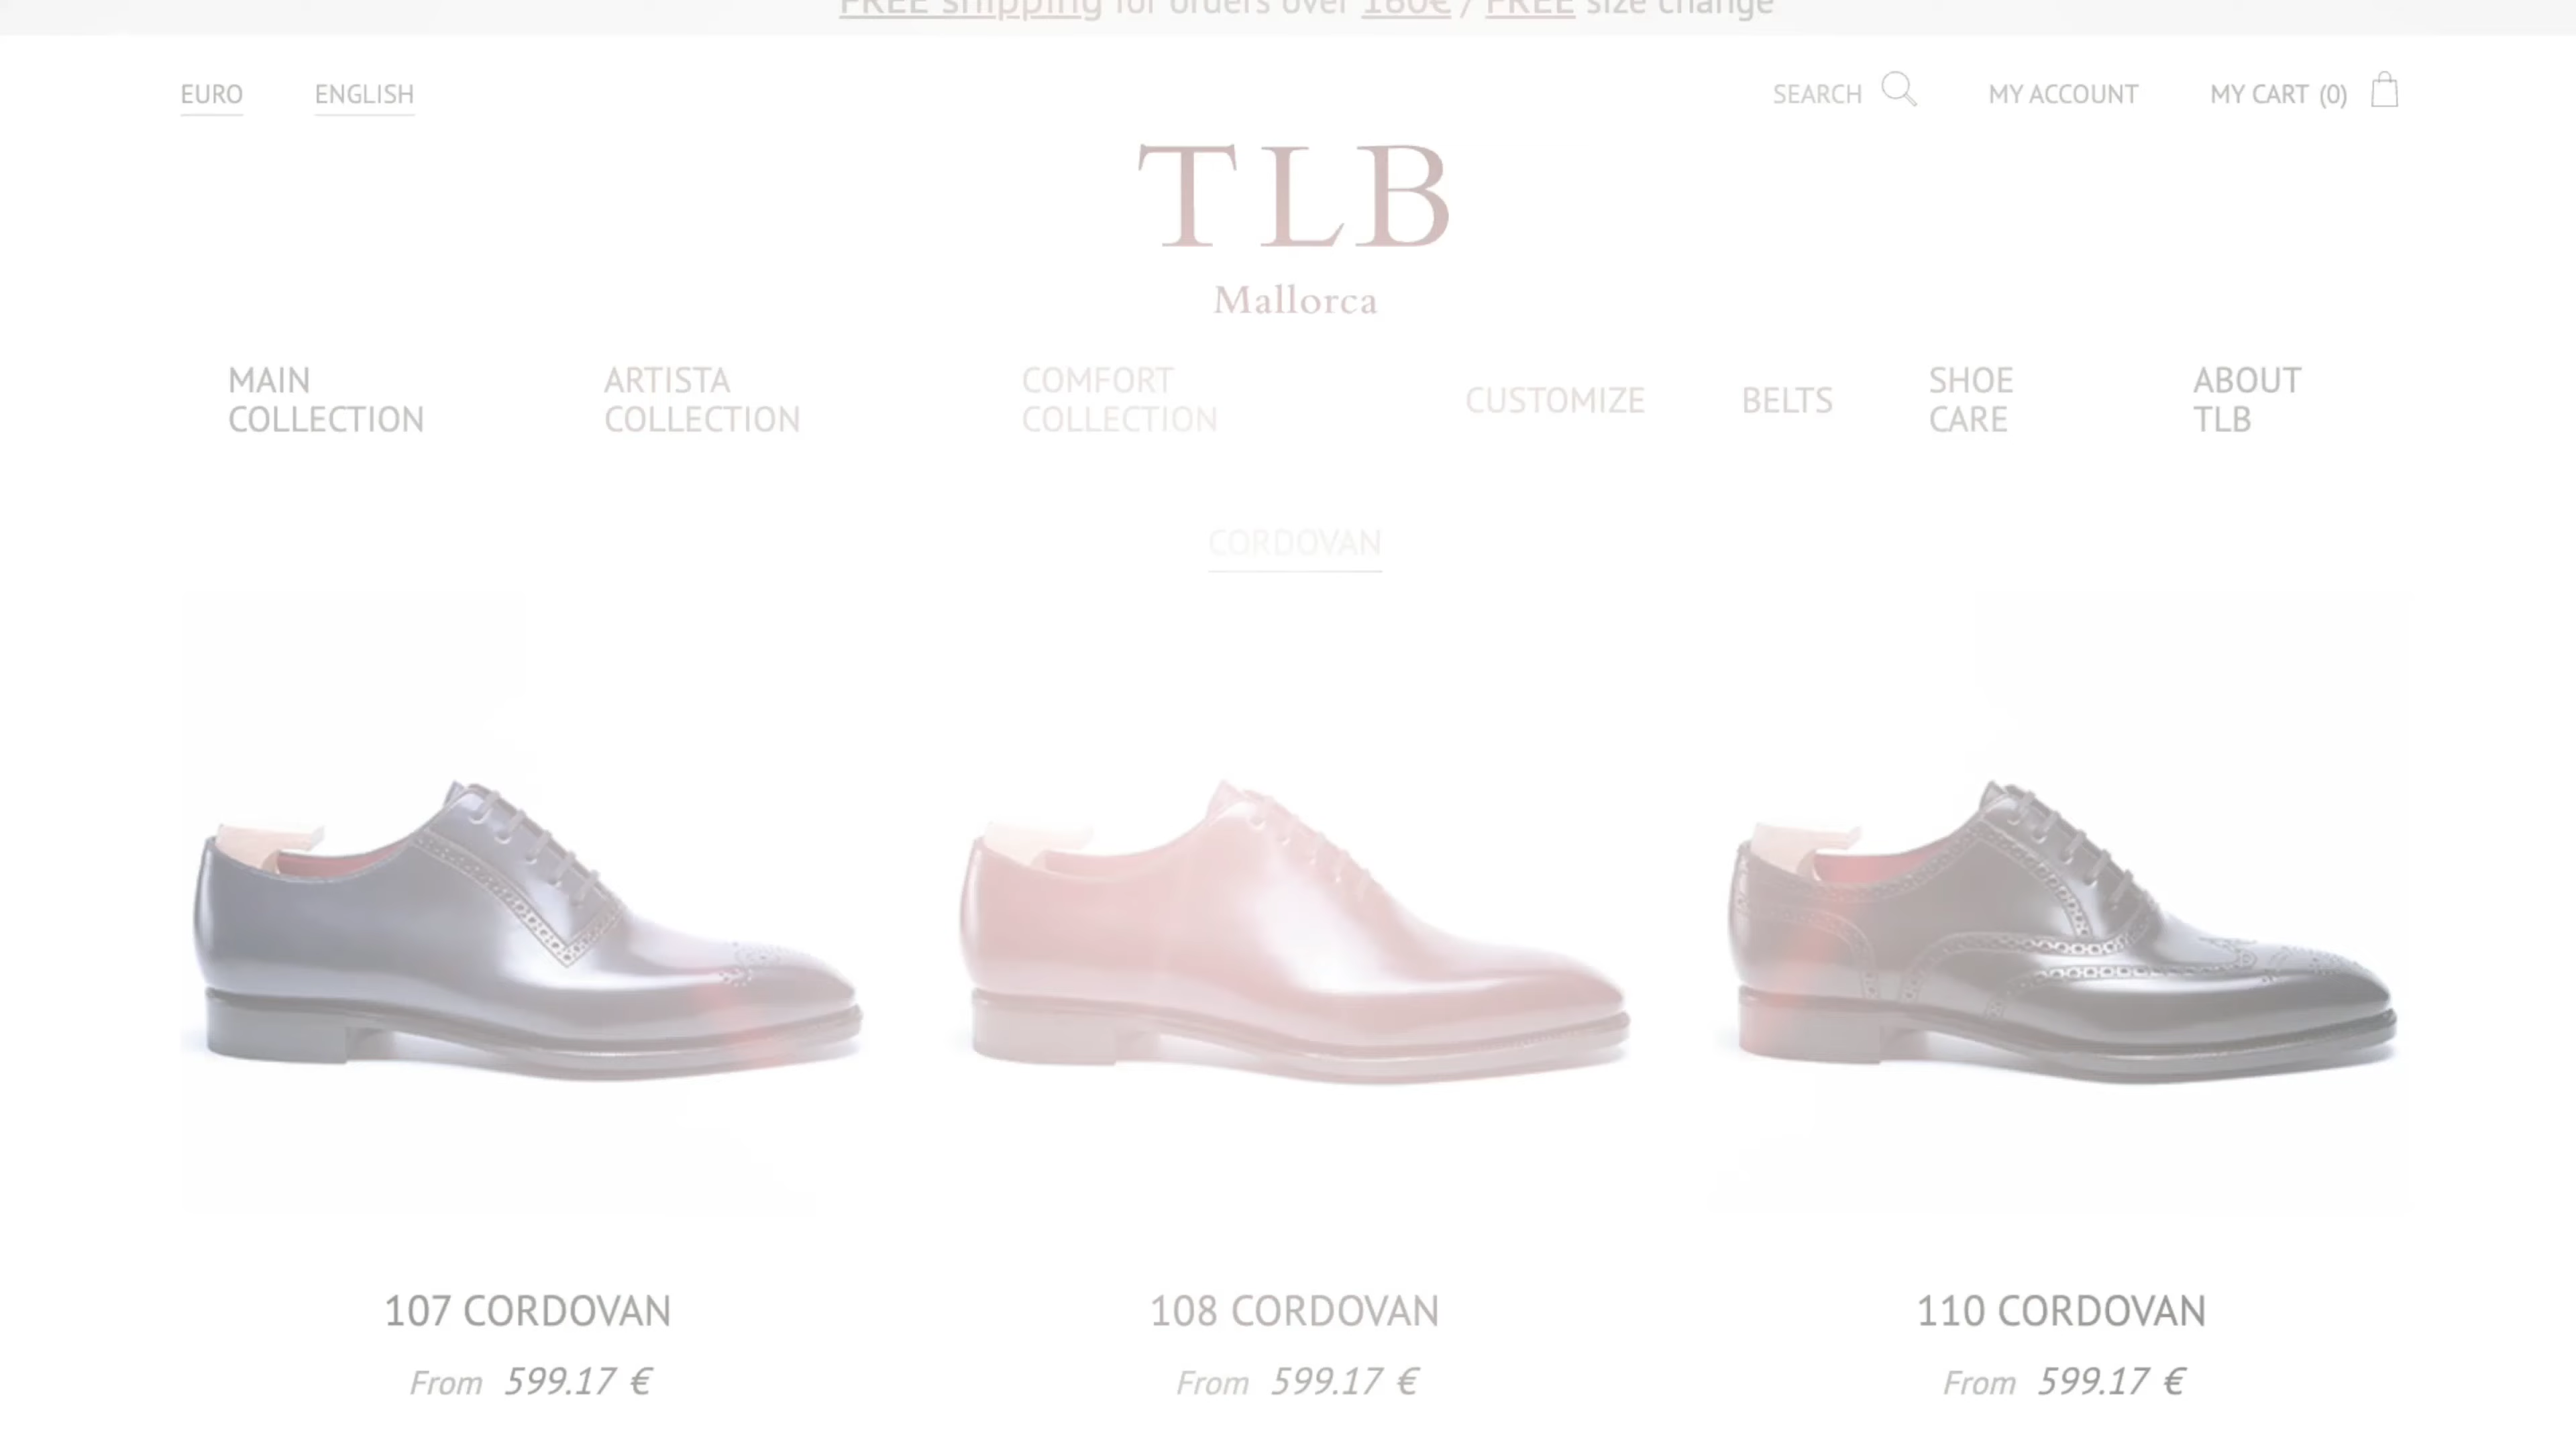 FREE shipping for orders over 160€ / FREE size change
EURO ENGLISH SEARCH MY ACCOUNT MY CART (0)
TLB
Mallorca
MAIN COLLECTION
ARTISTA COLLECTION
COMFORT COLLECTION
CUSTOMIZE
BELTS
SHOE CARE
ABOUT TLB
CORDOVAN
107 CORDOVAN
From 599.17 €
108 CORDOVAN
From 599.17 €
110 CORDOVAN
From 599.17 €